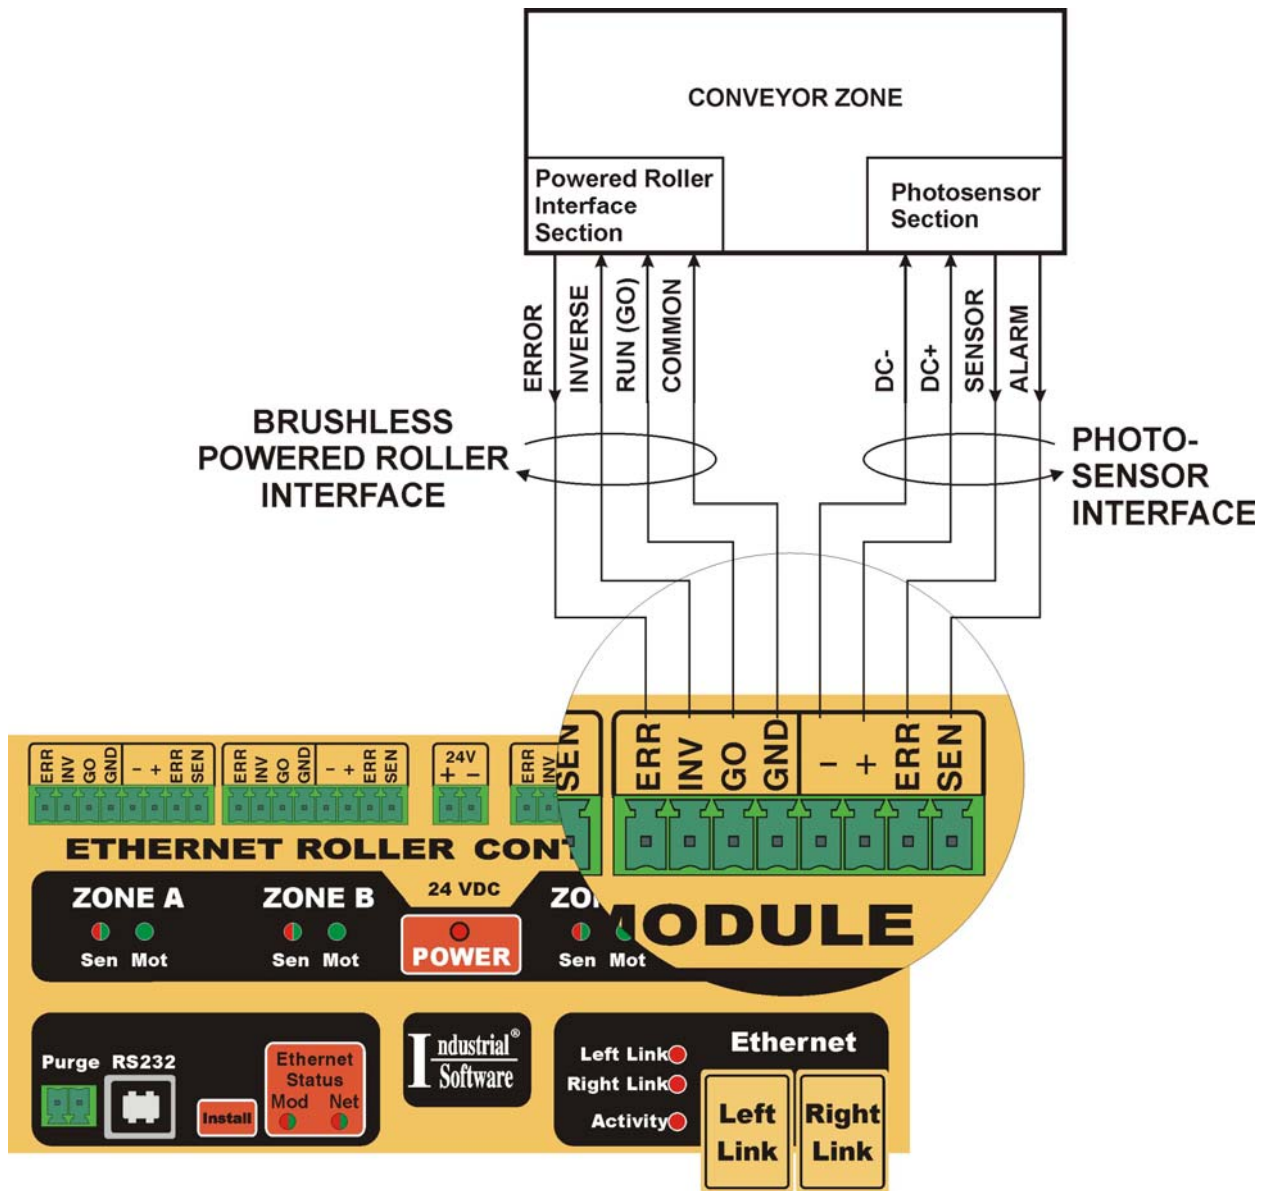 CONVEYOR ZONE
Powered Roller
Interface
Section
Photosensor
Section
ERROR
INVERSE
RUN (GO)
COMMON
DC-
DC+
SENSOR
ALARM
BRUSHLESS
POWERED ROLLER
INTERFACE
PHOTO-
SENSOR
INTERFACE
ERR INV GO GND - + ERR SEN
ERR INV GO GND - + ERR SEN
24V
+ -
ERR INV
SEN
ERR INV GO GND - + ERR SEN
ETHERNET ROLLER CONT
MODULE
ZONE A
Sen Mot
ZONE B
Sen Mot
24 VDC
POWER
ZON
Sen Mot
Purge RS232
Install
Ethernet
Status
Mod Net
Industrial®
Software
Left Link
Right Link
Activity
Ethernet
Left
Link
Right
Link